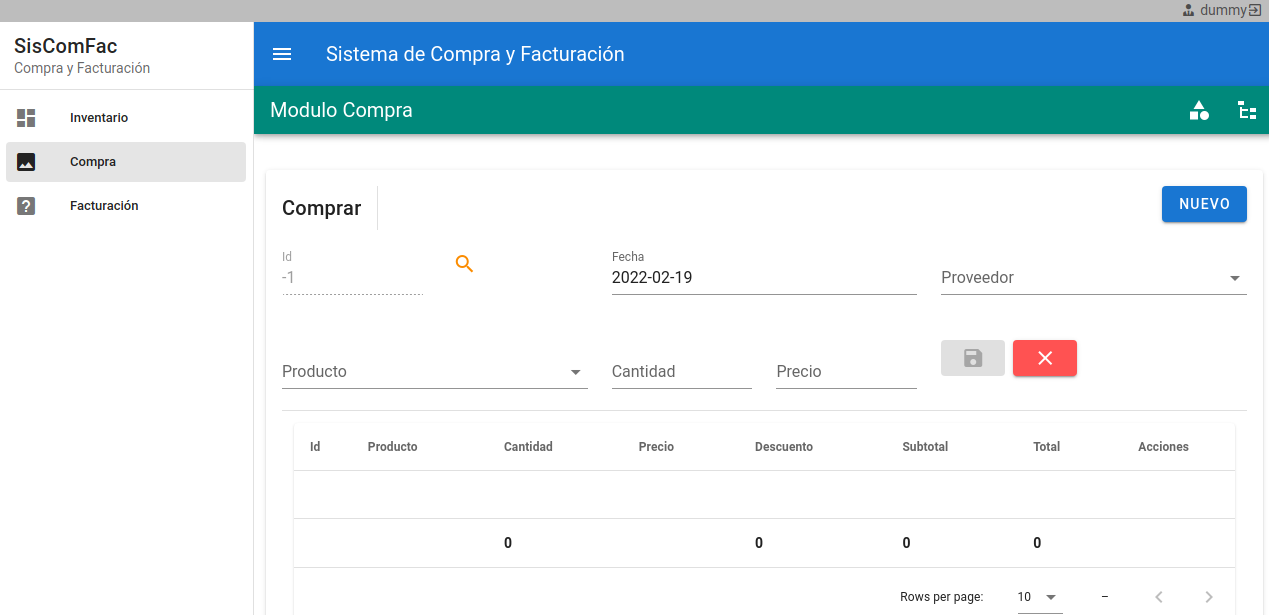 dummy
SisComFac
Compra y Facturación
Sistema de Compra y Facturación
Modulo Compra
Inventario
Compra
Facturación
Comprar
NUEVO
Id
-1
Fecha
2022-02-19
Proveedor
Producto
Cantidad
Precio
Id Producto Cantidad Precio Descuento Subtotal Total Acciones
0 0 0 0
Rows per page: 10 –